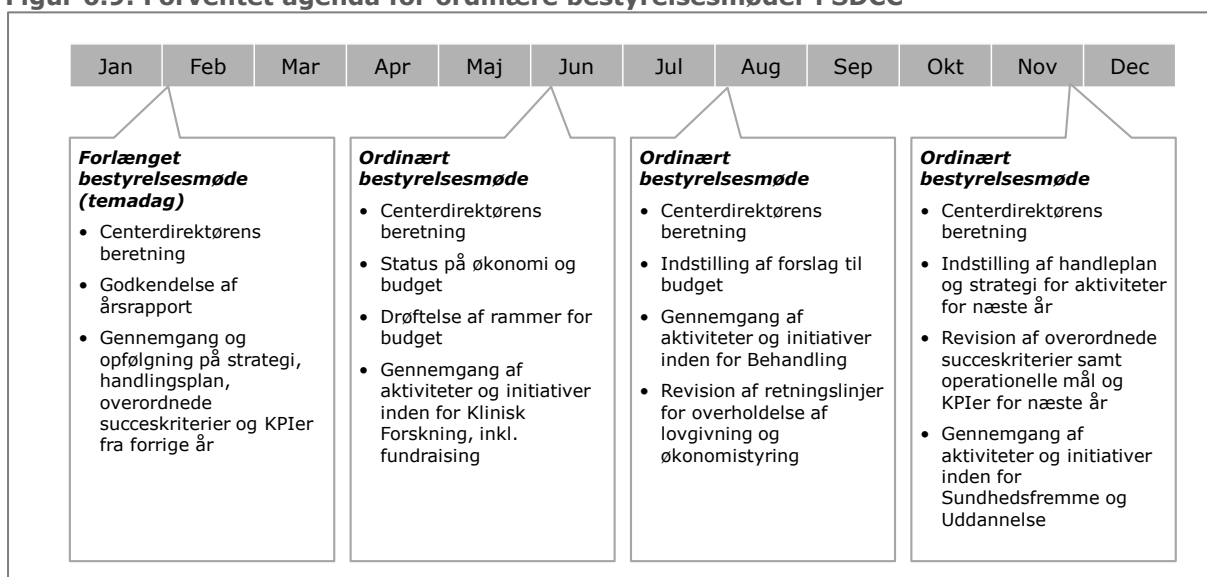 Figur 6.9: Forventet agenda for ordinære bestyrelsesmøder i SDCC
Jan Feb Mar Apr Maj Jun Jul Aug Sep Okt Nov Dec
Forlænget
bestyrelsesmøde
(temadag)
• Centerdirektørens
beretning
• Godkendelse af
årsrapport
• Gennemgang og
opfølgning på strategi,
handlingsplan,
overordnede
succeskriterier og KPIer
fra forrige år
Ordinært
bestyrelsesmøde
• Centerdirektørens
beretning
• Status på økonomi og
budget
• Drøftelse af rammer for
budget
• Gennemgang af
aktiviteter og initiativer
inden for Klinisk
Forskning, inkl.
fundraising
Ordinært
bestyrelsesmøde
• Centerdirektørens
beretning
• Indstilling af forslag til
budget
• Gennemgang af
aktiviteter og initiativer
inden for Behandling
• Revision af retningslinjer
for overholdelse af
lovgivning og
økonomistyring
Ordinært
bestyrelsesmøde
• Centerdirektørens
beretning
• Indstilling af handleplan
og strategi for aktiviteter
for næste år
• Revision af overordnede
succeskriterier samt
operationelle mål og
KPIer for næste år
• Gennemgang af
aktiviteter og initiativer
inden for
Sundhedsfremme og
Uddannelse